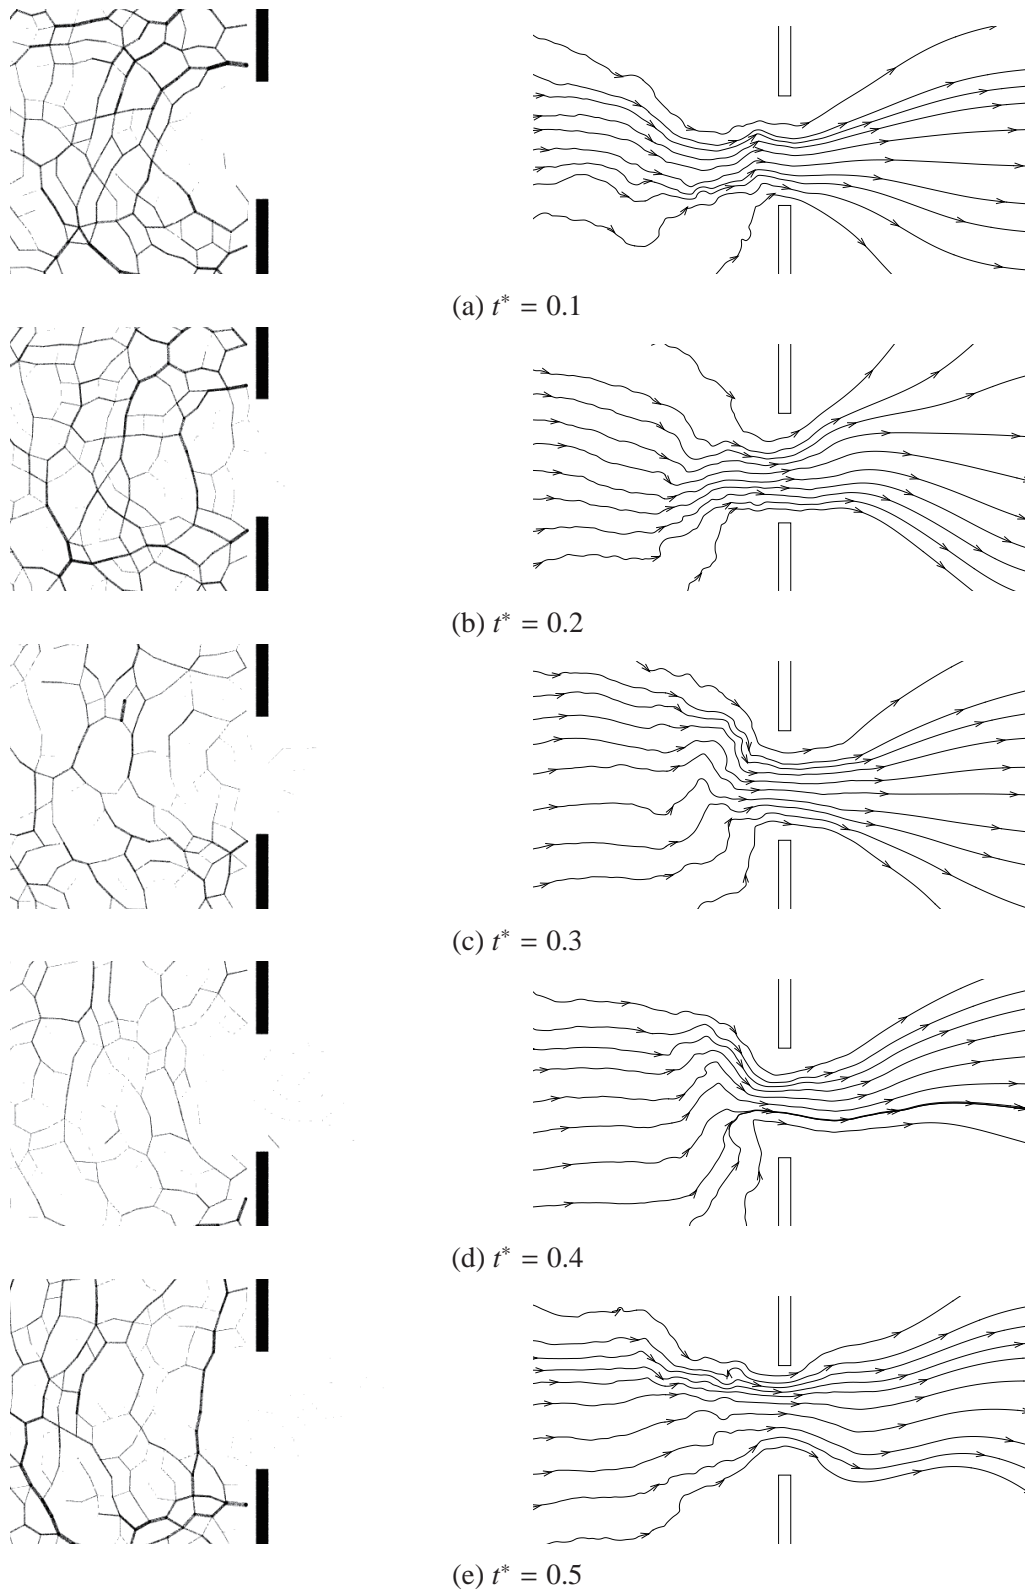 (a) t* = 0.1
(b) t* = 0.2
(c) t* = 0.3
(d) t* = 0.4
(e) t* = 0.5